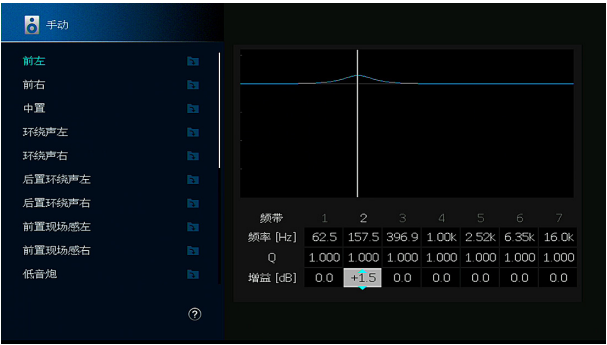 手动
前左
前右
中置
环绕声左
环绕声右
后置环绕声左
后置环绕声右
前置现场感左
前置现场感右
低音炮
?
频带 1 2 3 4 5 6 7
频率 [Hz] 62.5 157.5 396.9 1.00k 2.52k 6.35k 16.0k
Q 1.000 1.000 1.000 1.000 1.000 1.000 1.000
增益 [dB] 0.0 +1.5 0.0 0.0 0.0 0.0 0.0